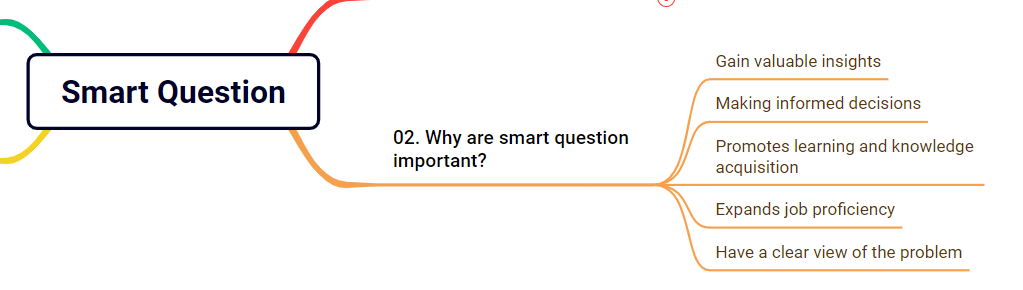 Smart Question
02. Why are smart question
important?
Gain valuable insights
Making informed decisions
Promotes learning and knowledge
acquisition
Expands job proficiency
Have a clear view of the problem